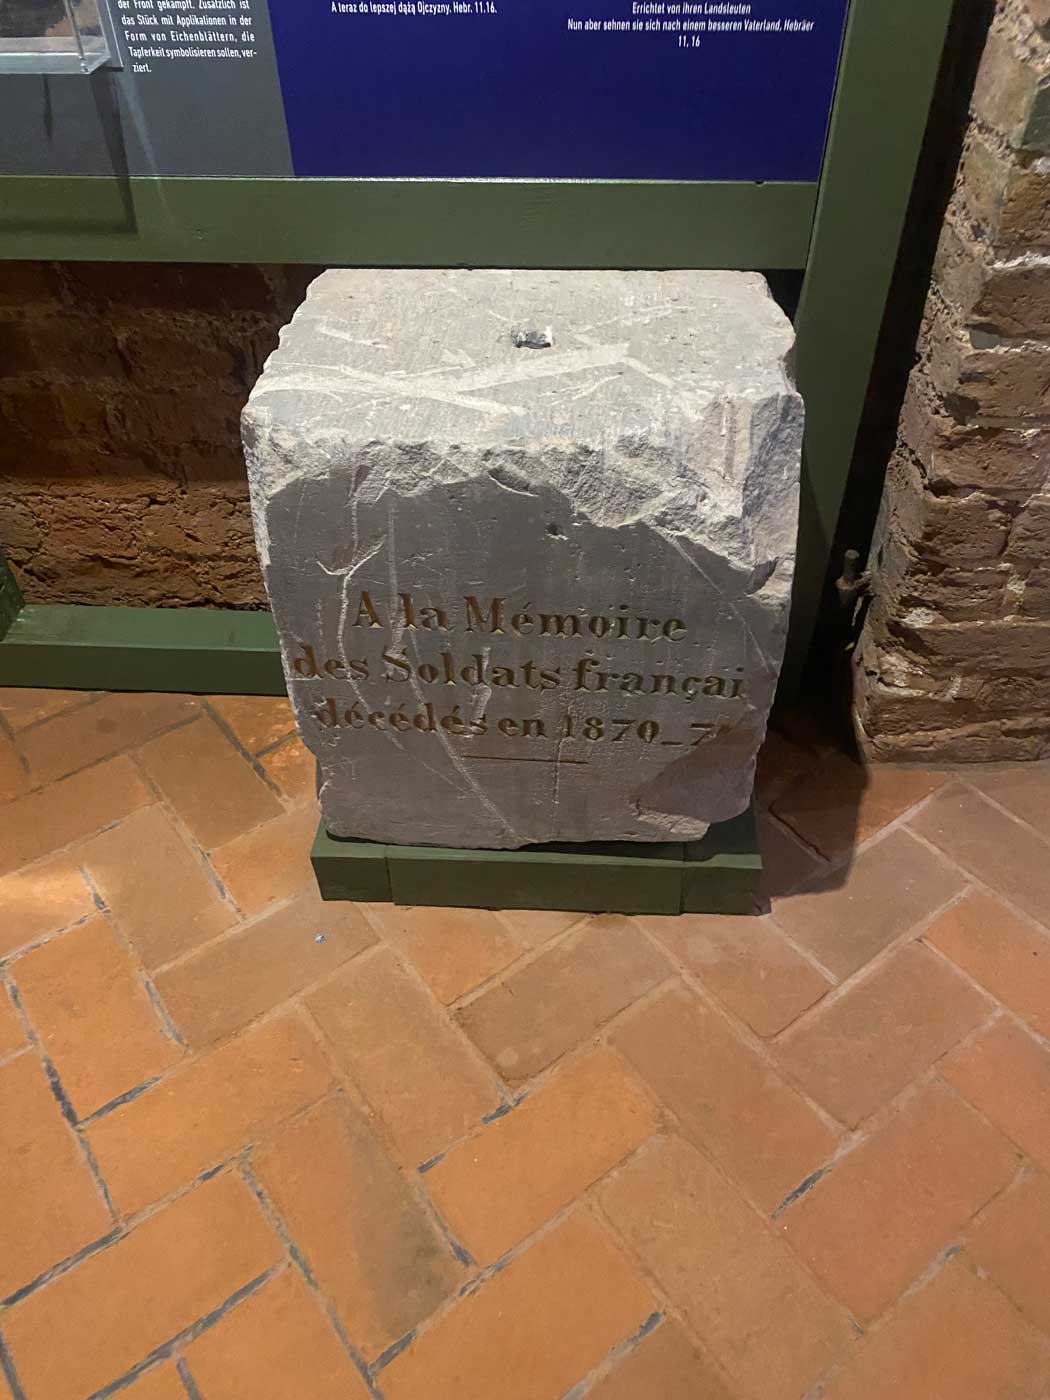 der Front gekämpft. Zusätzlich ist
das Stück mit Applikationen in der
Form von Eichenblättern, die
Tapferkeit symbolisieren sollen, ver-
ziert.
A teraz do lepszej dążą Ojczyzny. Hebr. 11.16.
Errichtet von ihren Landsleuten
Nun aber sehnen sie sich nach einem besseren Vaterland, Hebräer
11, 16
A la Mémoire
des Soldats françai
décédés en 1870_7